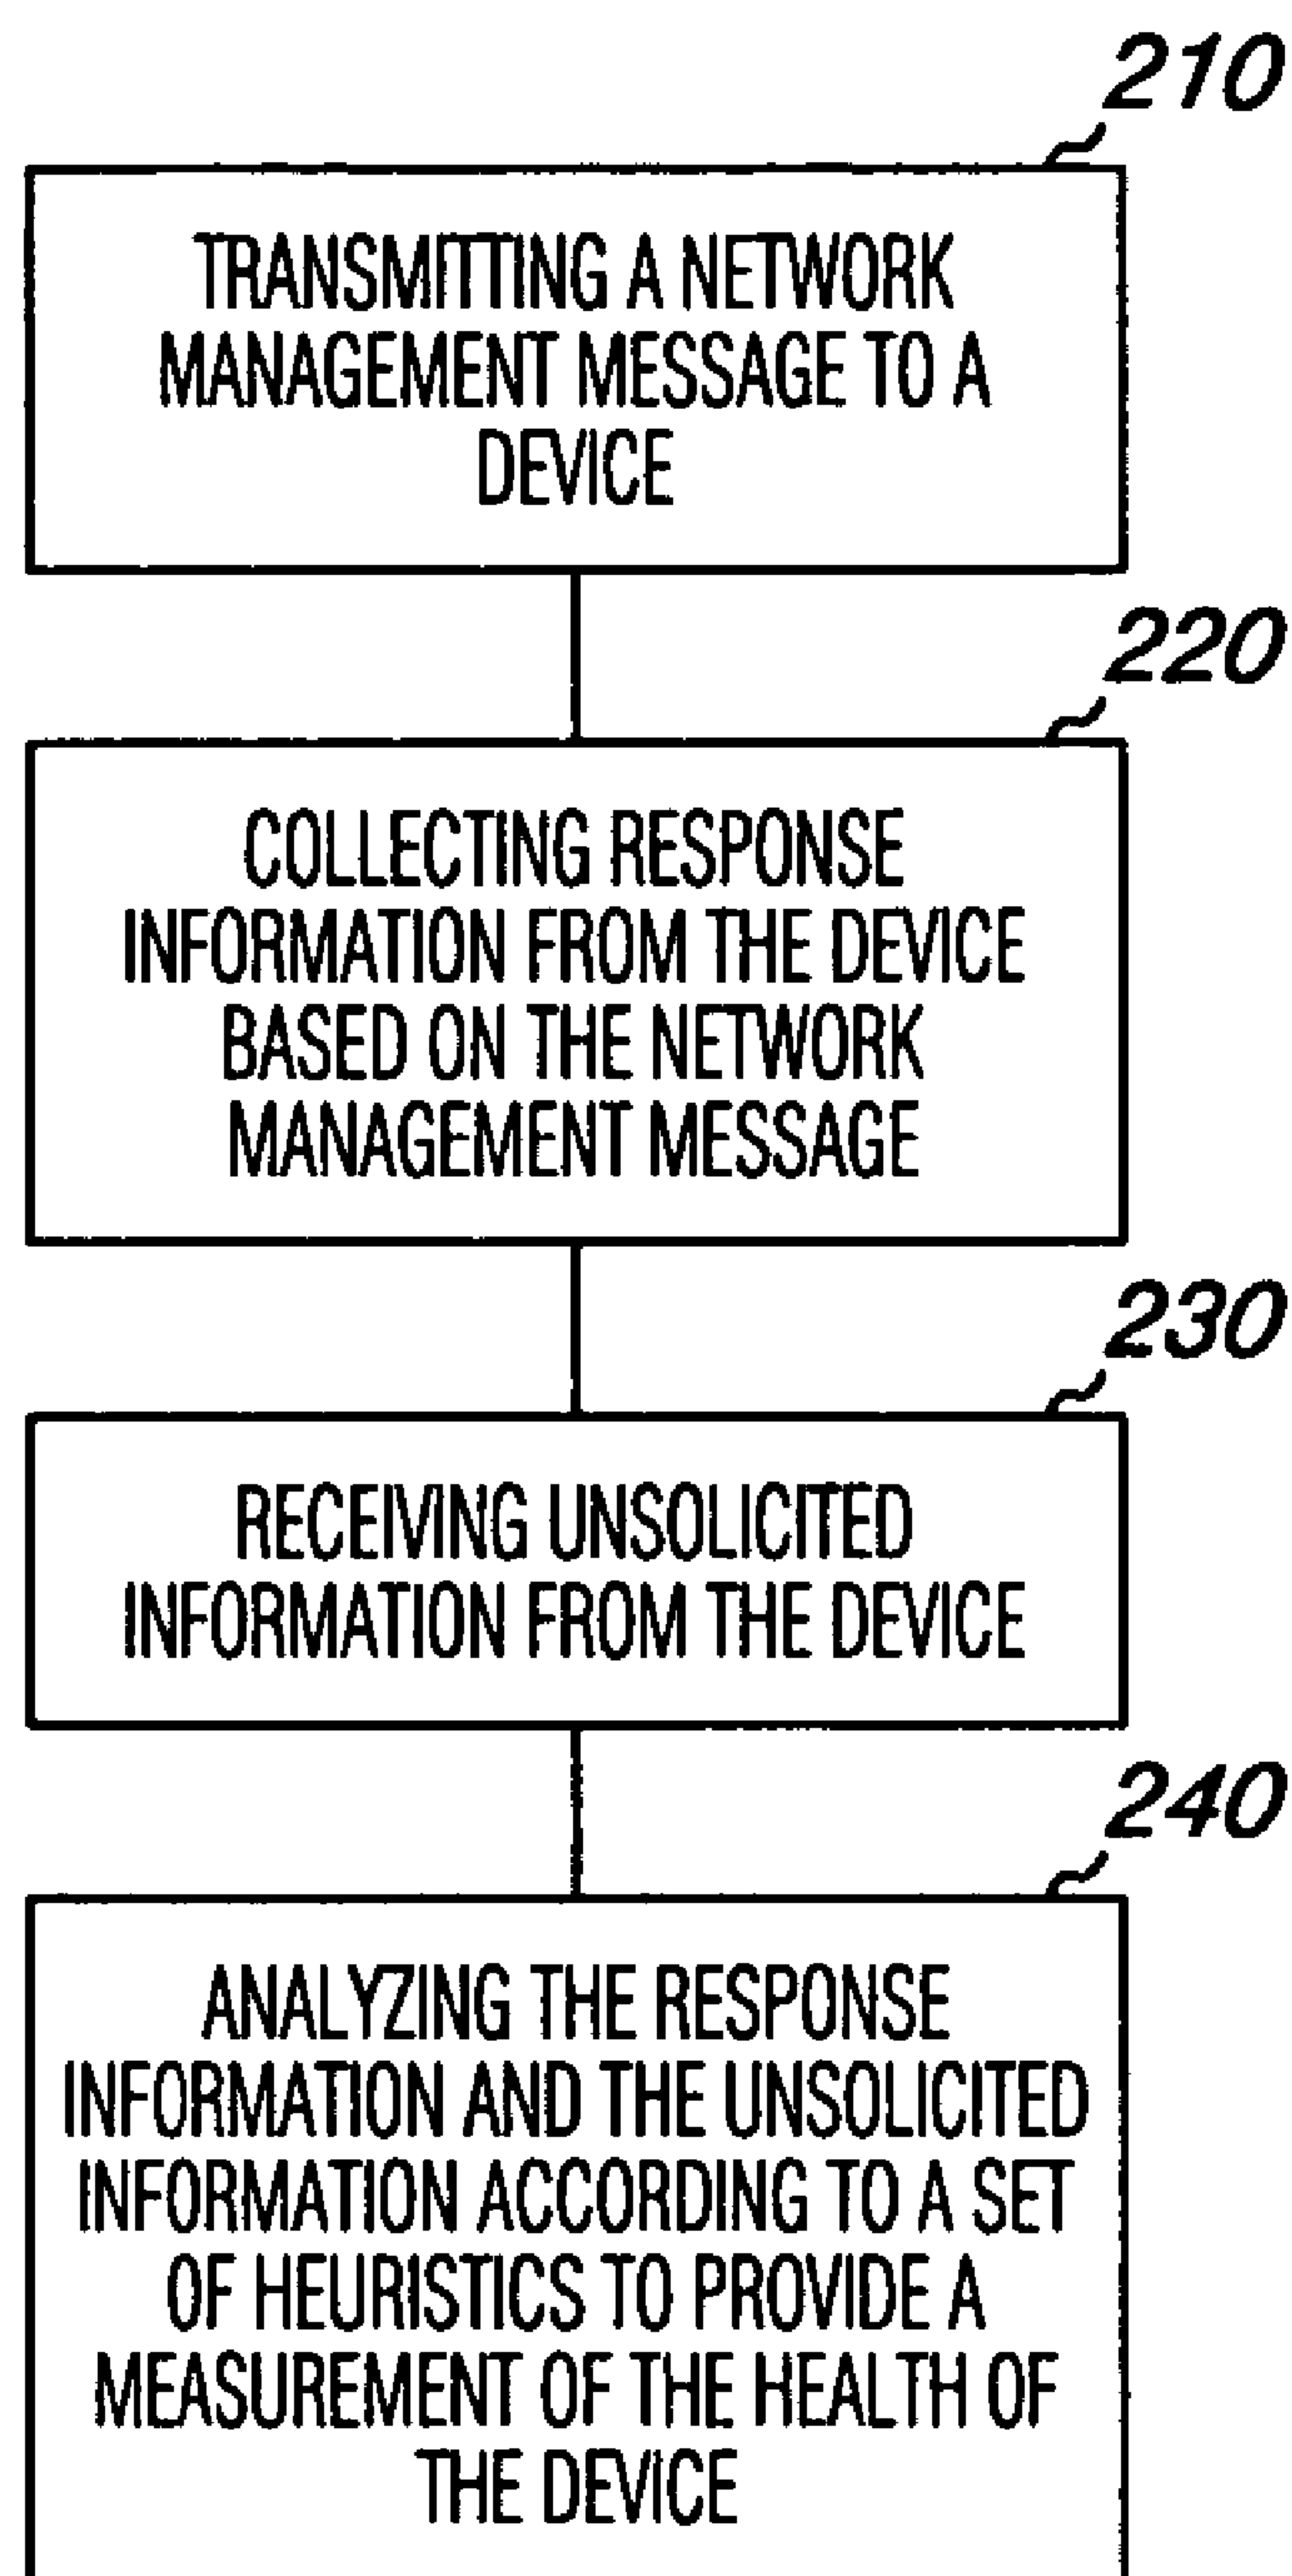 210
TRANSMITTING A NETWORK
MANAGEMENT MESSAGE TO A
DEVICE
220
COLLECTING RESPONSE
INFORMATION FROM THE DEVICE
BASED ON THE NETWORK
MANAGEMENT MESSAGE
230
RECEIVING UNSOLICITED
INFORMATION FROM THE DEVICE
240
ANALYZING THE RESPONSE
INFORMATION AND THE UNSOLICITED
INFORMATION ACCORDING TO A SET
OF HEURISTICS TO PROVIDE A
MEASUREMENT OF THE HEALTH OF
THE DEVICE